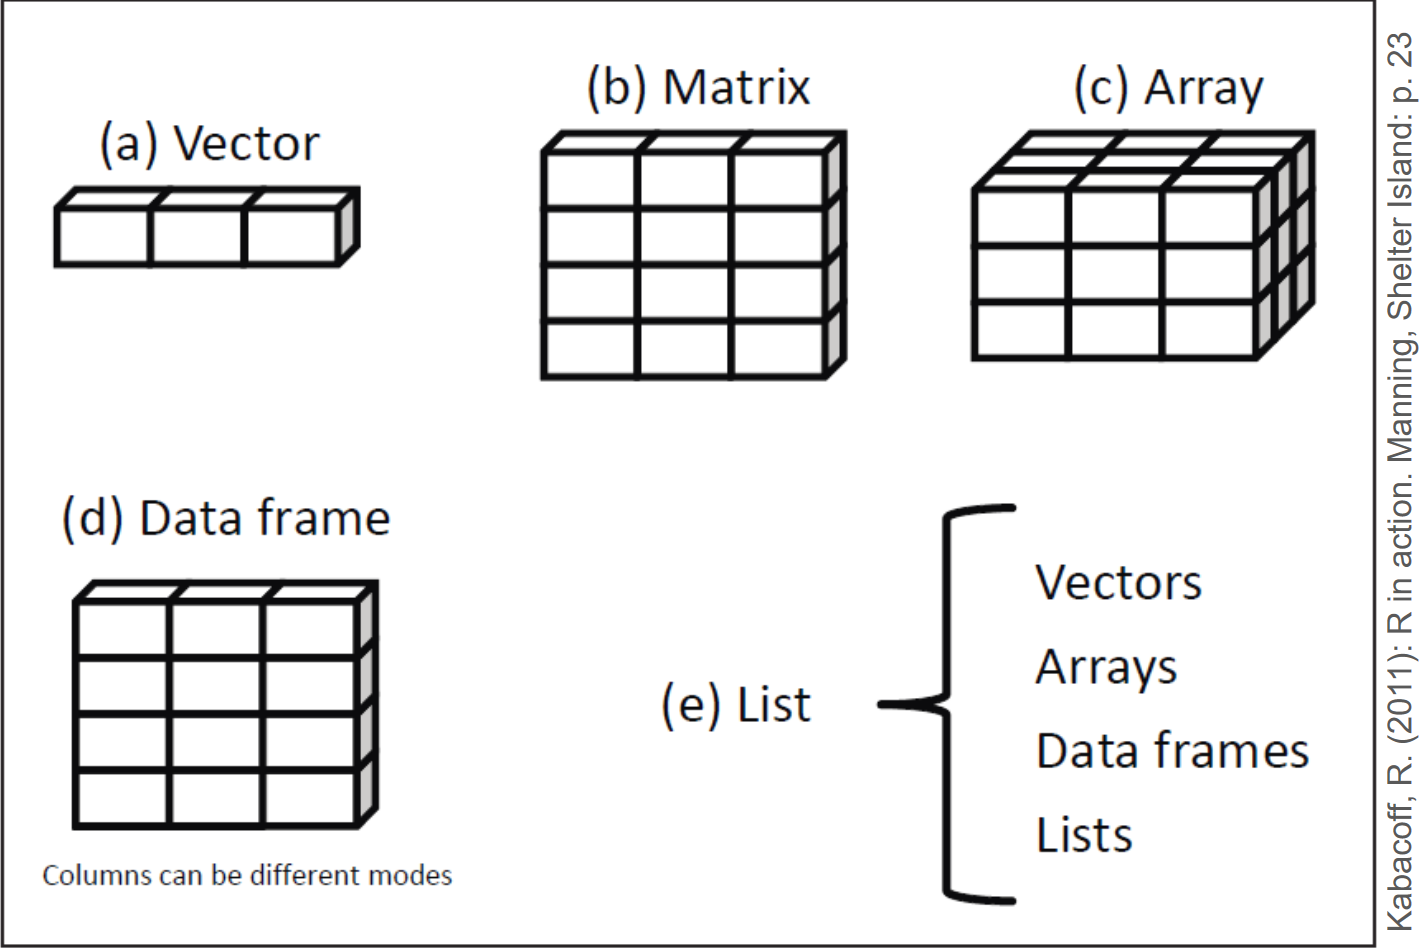 (a) Vector
(b) Matrix
(c) Array
(d) Data frame
Columns can be different modes
(e) List
Vectors
Arrays
Data frames
Lists
Kabacoff, R. (2011): R in action. Manning, Shelter Island: p. 23